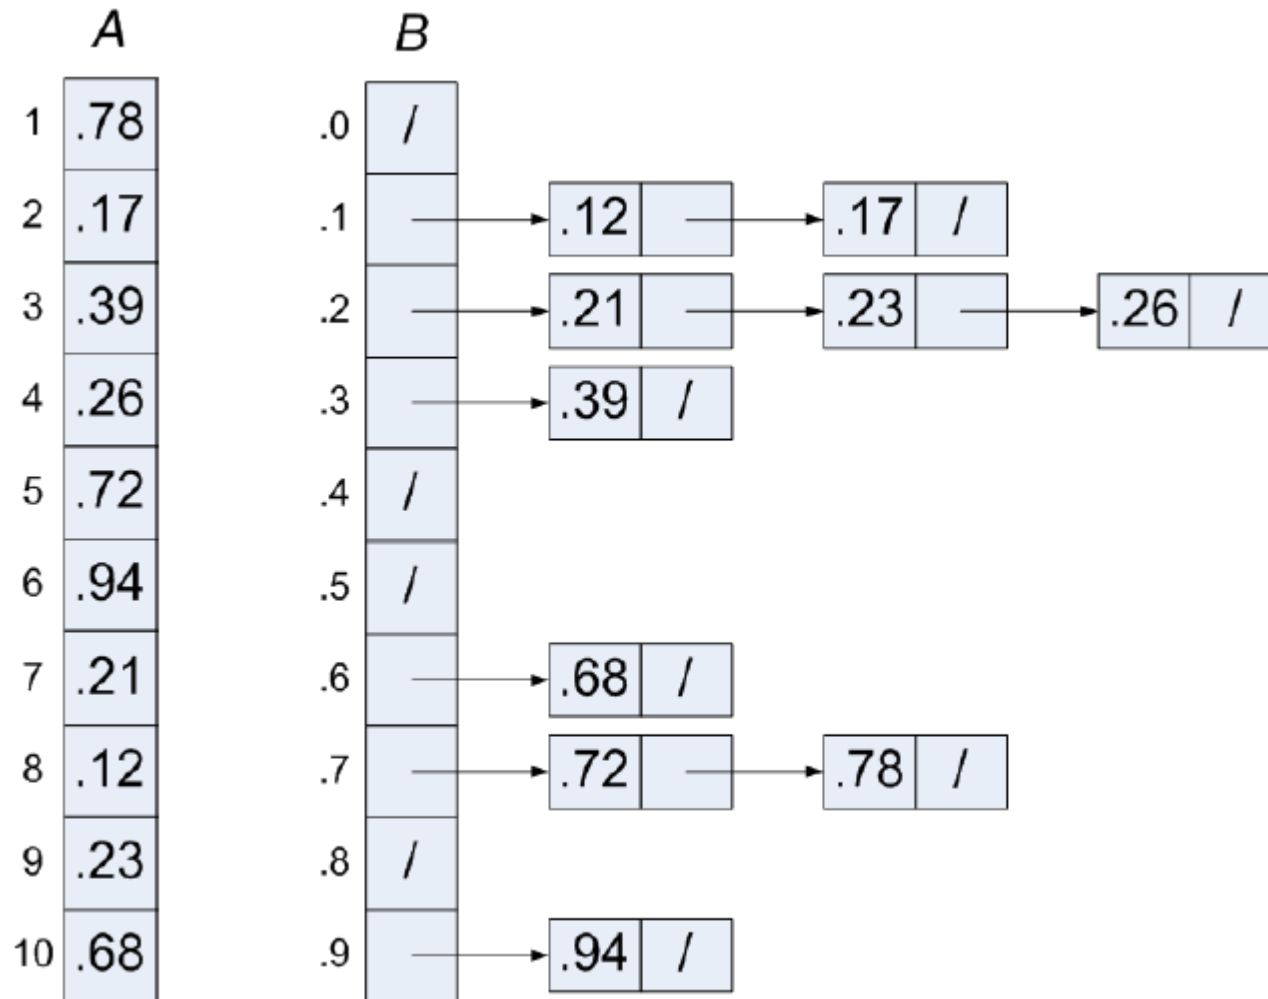 A B
1 .78 .0 /
2 .17 .1 .12 .17 /
3 .39 .2 .21 .23 .26 /
4 .26 .3 .39 /
5 .72 .4 /
6 .94 .5 /
7 .21 .6 .68 /
8 .12 .7 .72 .78 /
9 .23 .8 /
10 .68 .9 .94 /